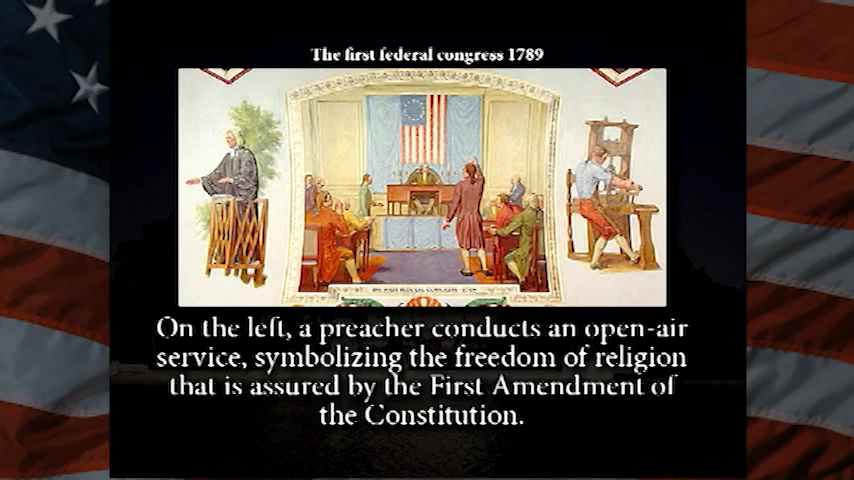 The first federal congress 1789
On the left, a preacher conducts an open-air
service, symbolizing the freedom of religion
that is assured by the First Amendment of
the Constitution.